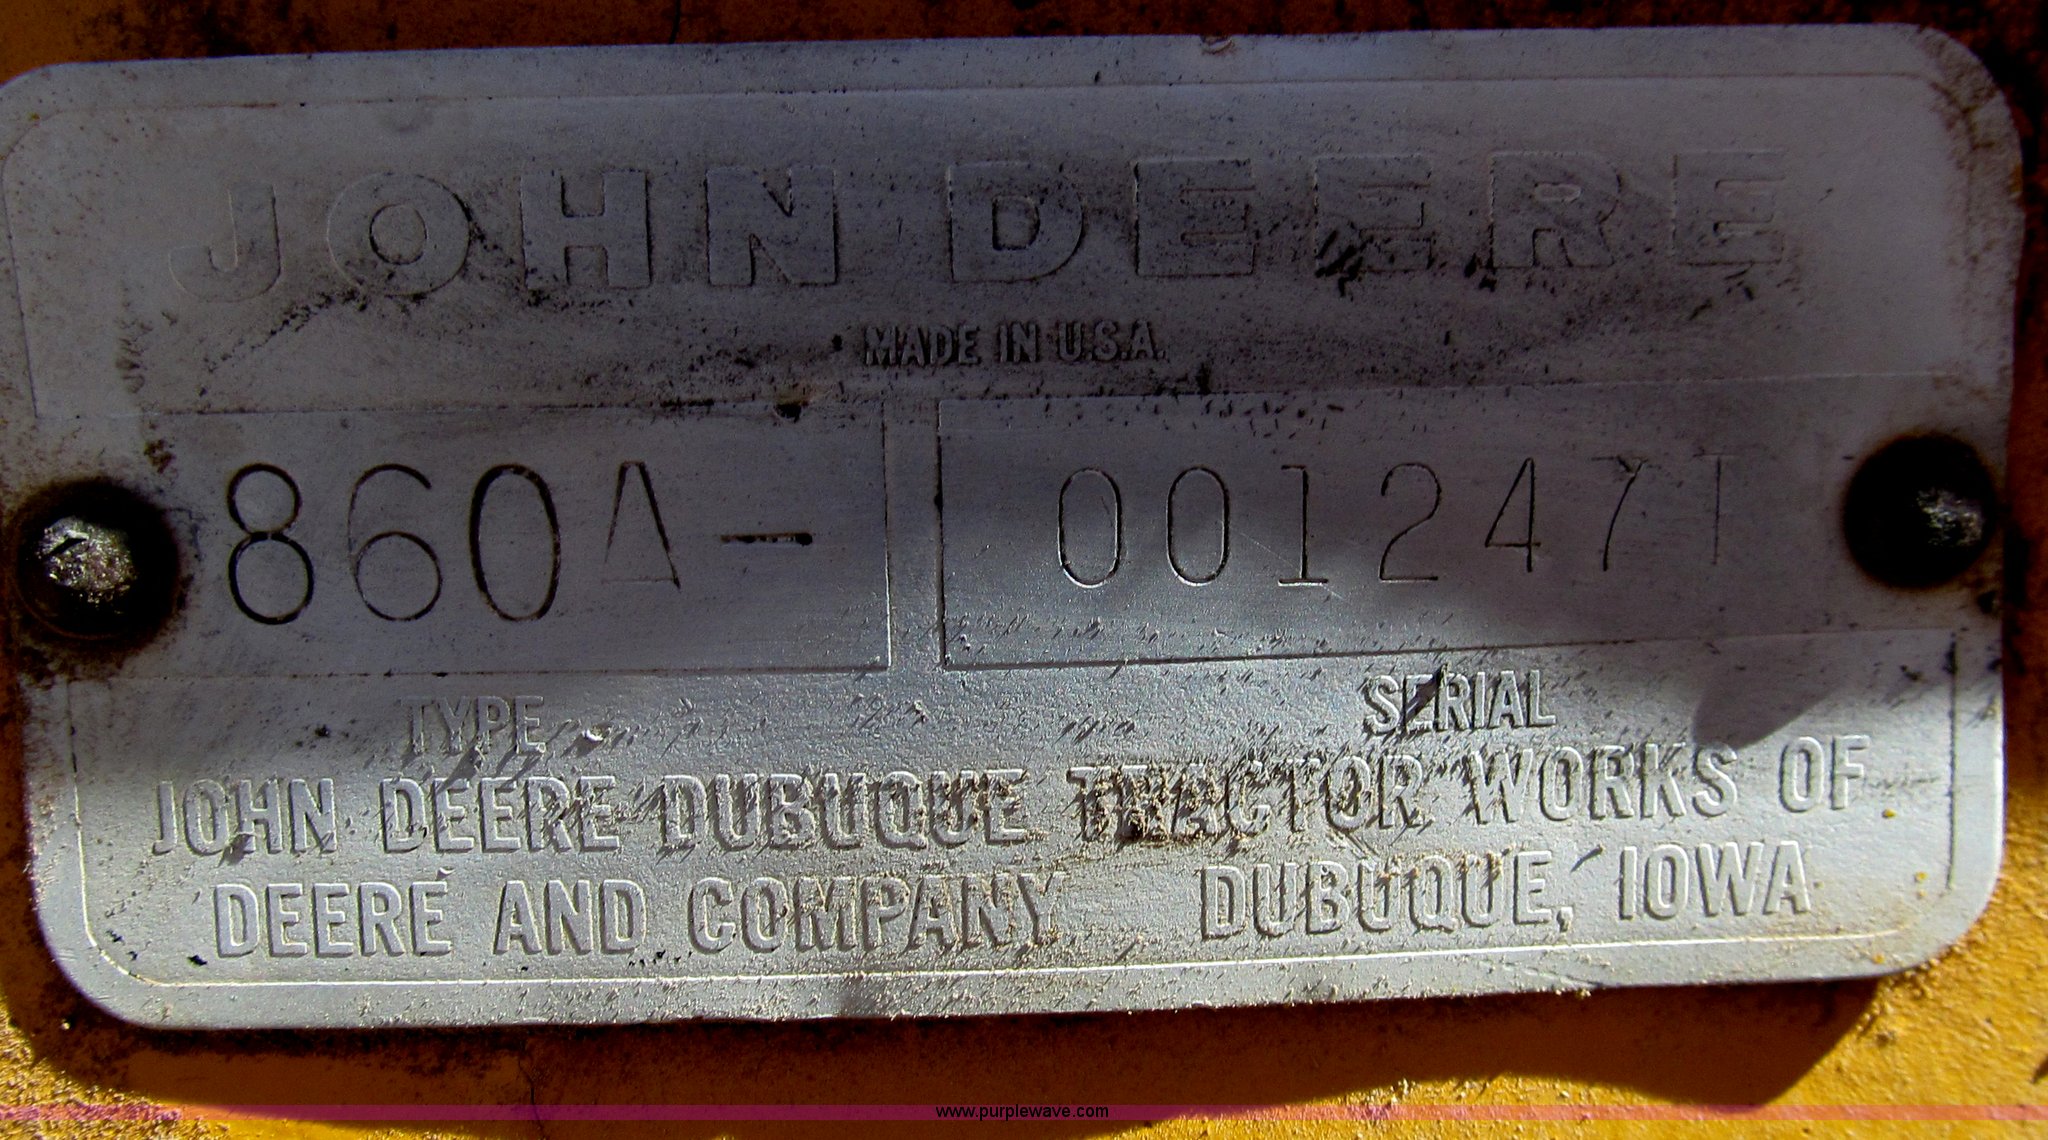 JOHN DEERE
MADE IN U.S.A.
860A- 001247T
TYPE SERIAL
JOHN DEERE DUBUQUE TRACTOR WORKS OF
DEERE AND COMPANY DUBUQUE, IOWA
www.purplewave.com